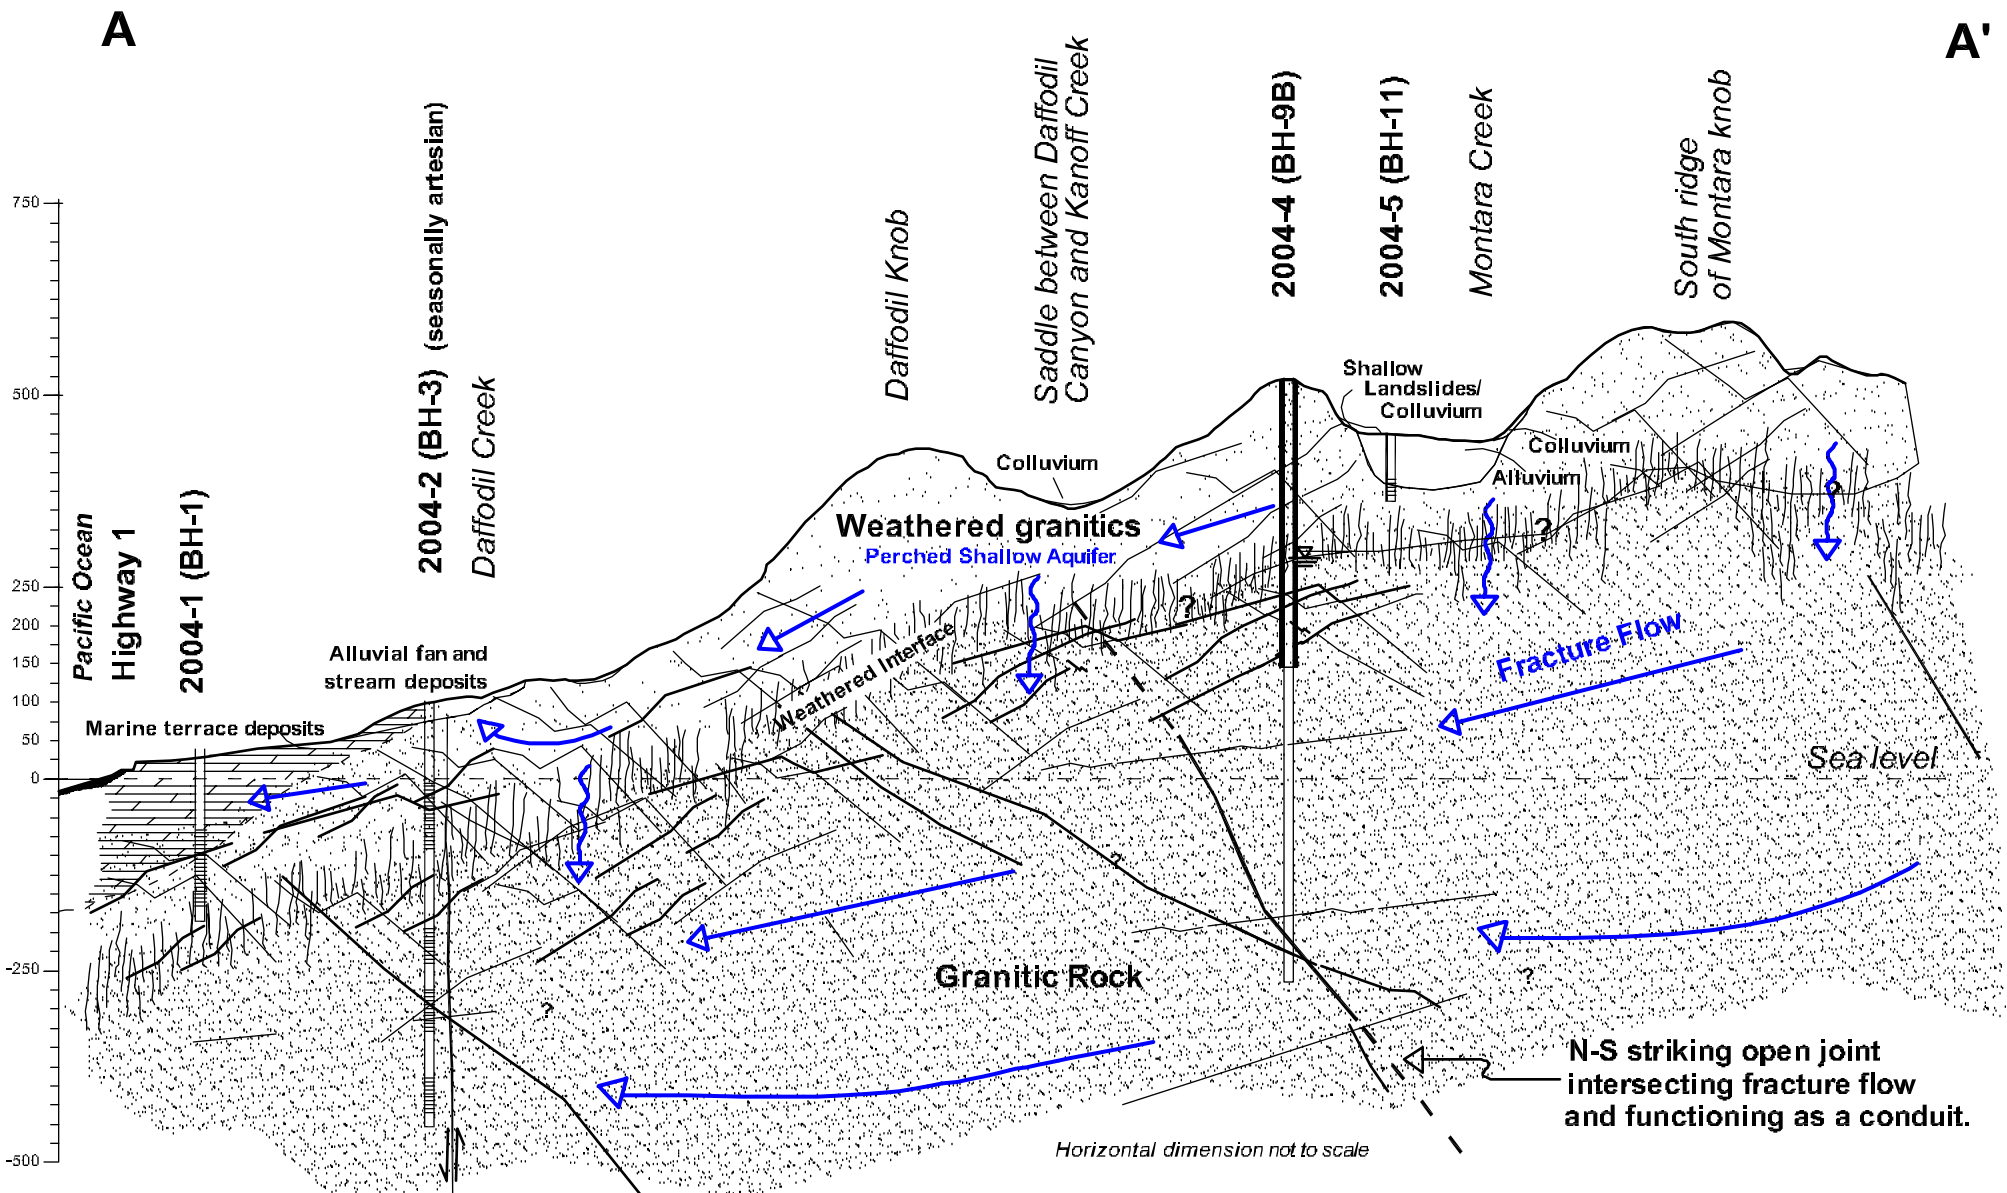 A
A'
Pacific Ocean
Highway 1
2004-1 (BH-1)
2004-2 (BH-3) (seasonally artesian)
Daffodil Creek
Daffodil Knob
Saddle between Daffodil
Canyon and Kanoff Creek
2004-4 (BH-9B)
2004-5 (BH-11)
Montara Creek
South ridge
of Montara knob
750
500
250
200
150
100
50
0
-250
-500
Shallow
Landslides/
Colluvium
Colluvium
Colluvium
Alluvium
Weathered granitics
Perched Shallow Aquifer
?
?
?
Alluvial fan and
stream deposits
Weathered Interface
Fracture Flow
Marine terrace deposits
Sea level
?
Granitic Rock
?
?
N-S striking open joint
intersecting fracture flow
and functioning as a conduit.
Horizontal dimension not to scale